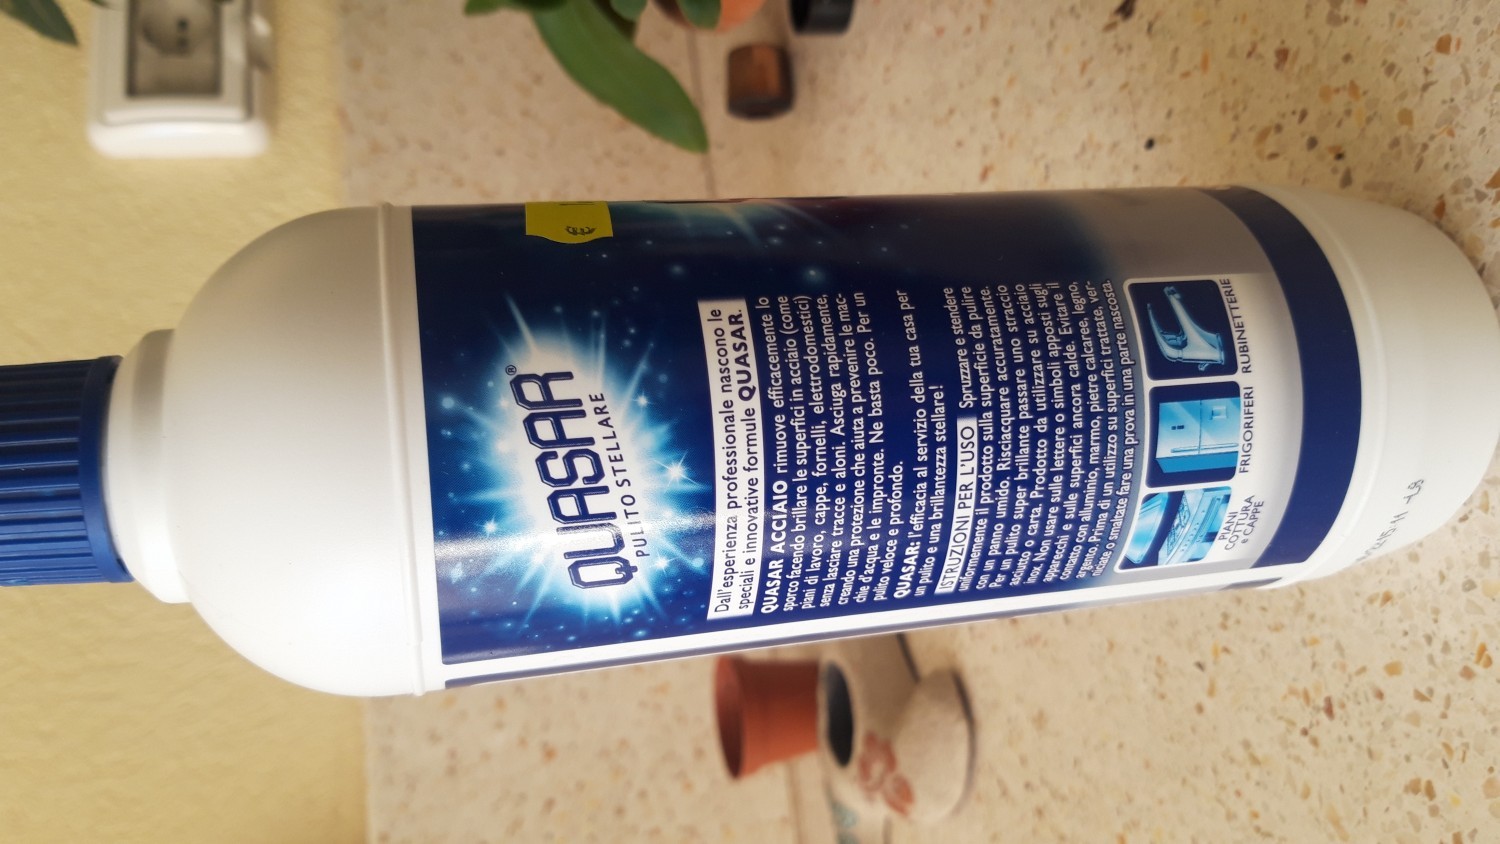 QUASAR®
PULITO STELLARE
€
Dall'esperienza professionale nascono le
speciali e innovative formule QUASAR.
QUASAR ACCIAIO rimuove efficacemente lo
sporco facendo brillare le superfici in acciaio (come
piani di lavoro, cappe, fornelli, elettrodomestici)
senza lasciare tracce e aloni. Asciuga rapidamente,
creando una protezione che aiuta a prevenire le mac-
chie d'acqua e le impronte. Ne basta poco. Per un
pulito veloce e profondo.
QUASAR: l'efficacia al servizio della tua casa per
un pulito e una brillantezza stellare!
ISTRUZIONI PER L'USO Spruzzare e stendere
uniformemente il prodotto sulla superficie da pulire
con un panno umido. Risciacquare accuratamente.
Per un pulito super brillante passare uno straccio
asciutto o carta. Prodotto da utilizzare su acciaio
inox. Non usare sulle lettere o simboli apposti sugli
apparecchi e sulle superfici ancora calde. Evitare il
contatto con alluminio, marmo, pietre calcaree, legno,
argento. Prima di un utilizzo su superfici trattate, ver-
niciate o smaltate fare una prova in una parte nascosta.
PIANI
COTTURA
e CAPPE
FRIGORIFERI
RUBINETTERIE